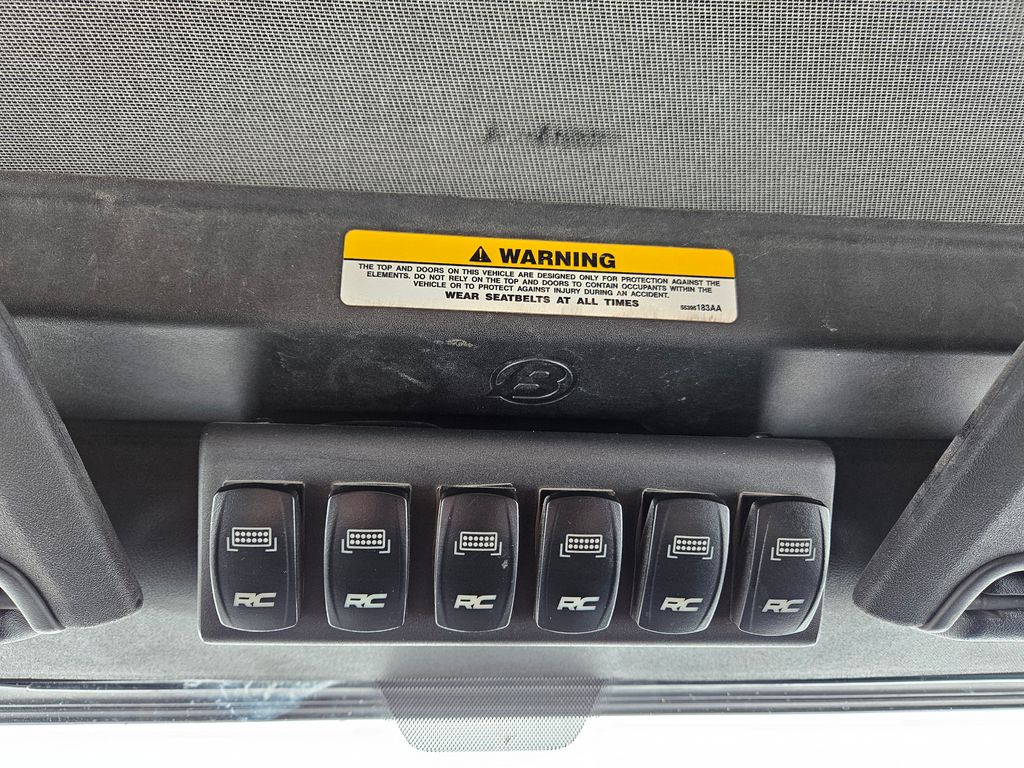 WARNING
THE TOP AND DOORS ON THIS VEHICLE ARE DESIGNED ONLY FOR PROTECTION AGAINST THE
ELEMENTS. DO NOT RELY ON THE TOP AND DOORS TO CONTAIN OCCUPANTS WITHIN THE
VEHICLE OR TO PROTECT AGAINST INJURY DURING AN ACCIDENT.
WEAR SEATBELTS AT ALL TIMES
55395183AA
B
RC RC RC RC RC RC